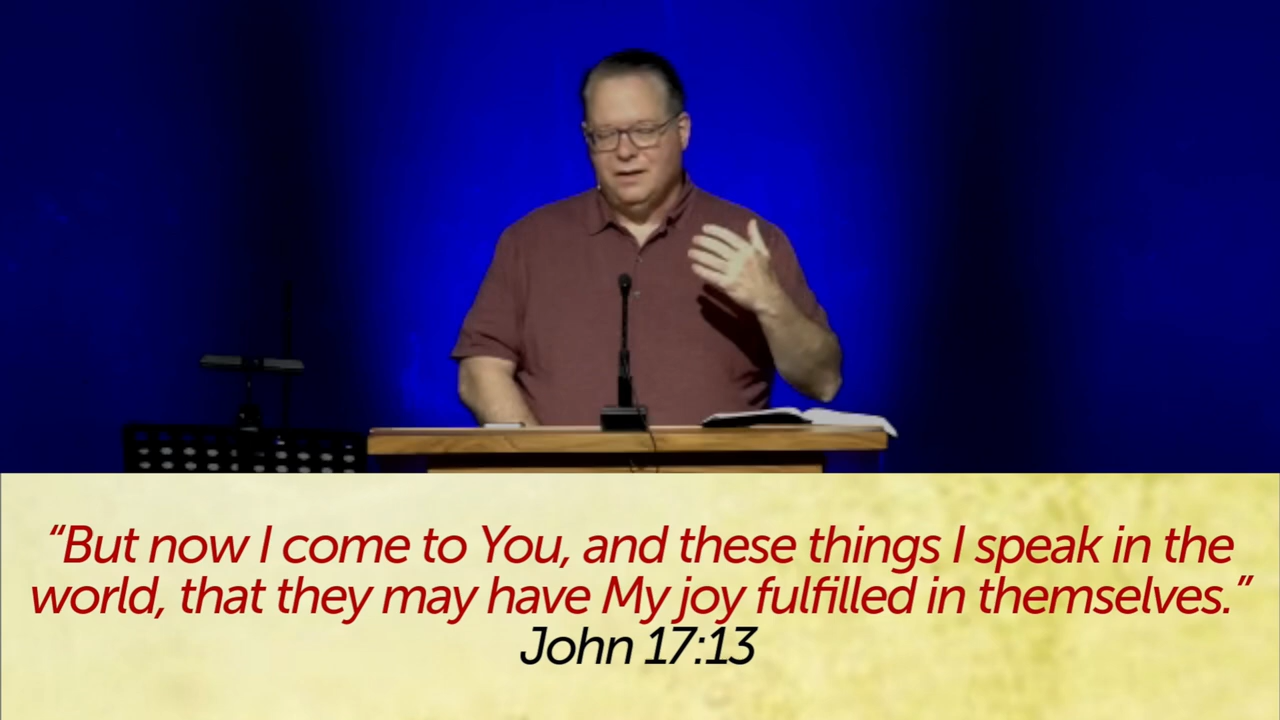 “But now I come to You, and these things I speak in the
world, that they may have My joy fulfilled in themselves.”
John 17:13